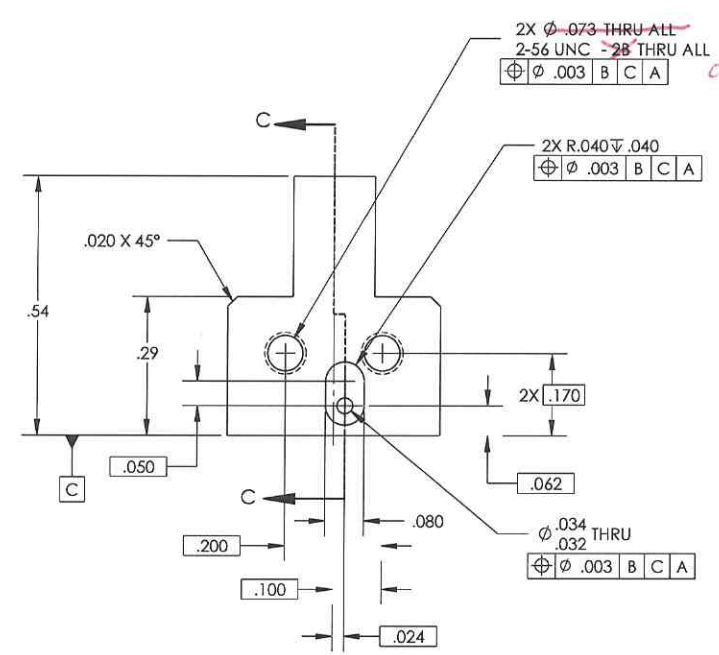 2X Ø .073 THRU ALL
2-56 UNC - 2B THRU ALL
⌖ Ø .003 B C A
C
2X R.040 ↧ .040
⌖ Ø .003 B C A
.020 X 45°
.54
.29
2X .170
.050
C
.062
C
.080
Ø .034 THRU
.032
.200
⌖ Ø .003 B C A
.100
.024